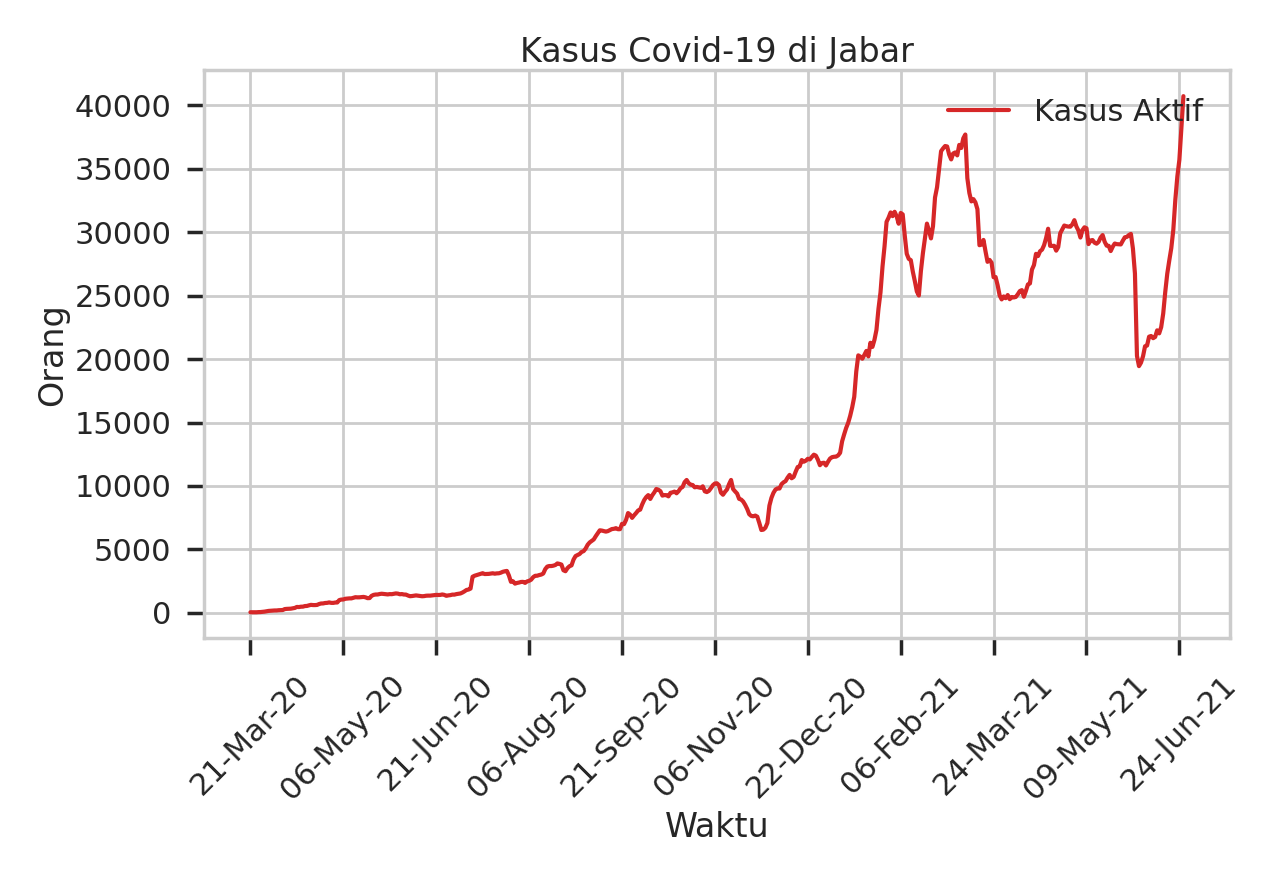 Kasus Covid-19 di Jabar
Kasus Aktif
40000
35000
30000
25000
20000
15000
10000
5000
0
Orang
21-Mar-20
06-May-20
21-Jun-20
06-Aug-20
21-Sep-20
06-Nov-20
22-Dec-20
06-Feb-21
24-Mar-21
09-May-21
24-Jun-21
Waktu